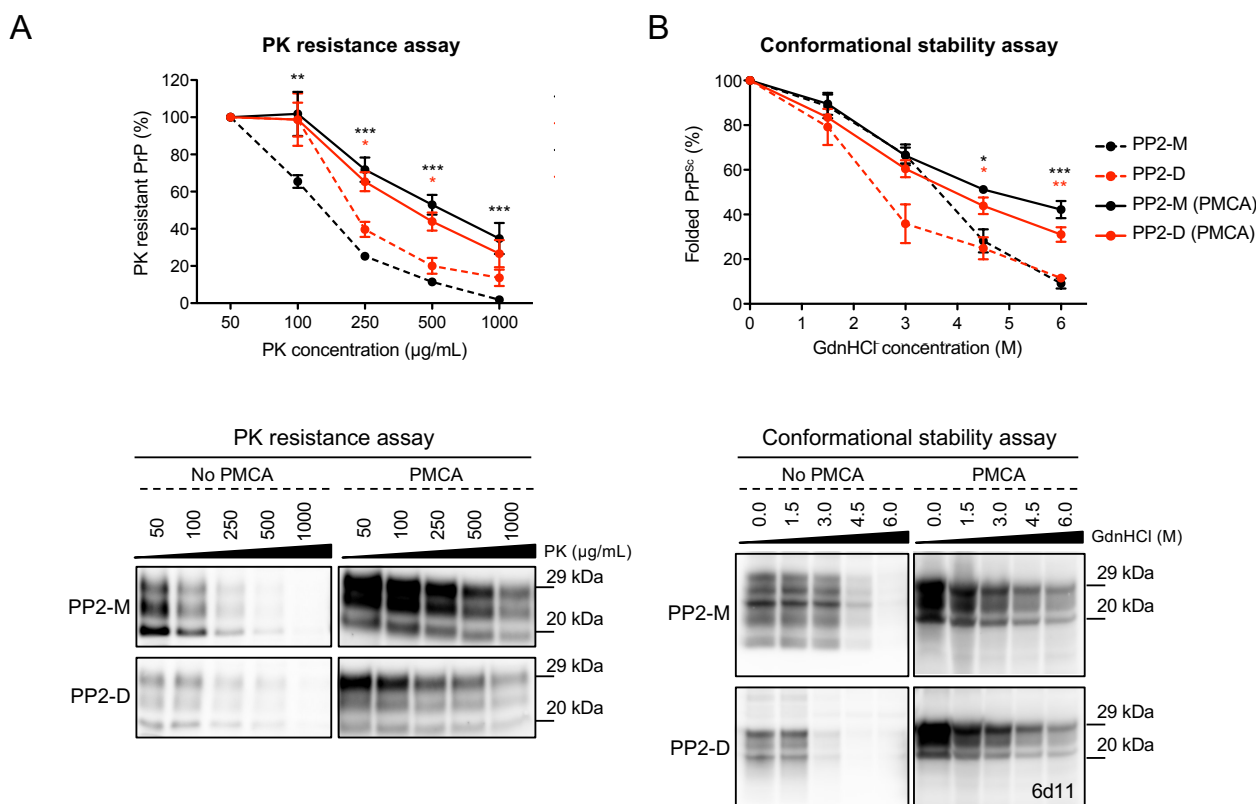 A
PK resistance assay
PK resistant PrP (%)
120
100
80
60
40
20
0
** *** *** ***
* *
50 100 250 500 1000
PK concentration (µg/mL)
B
Conformational stability assay
Folded PrPSc (%)
100
80
60
40
20
0
* ***
* **
0 1 2 3 4 5 6
GdnHCl concentration (M)
PP2-M
PP2-D
PP2-M (PMCA)
PP2-D (PMCA)
PK resistance assay
No PMCA PMCA
50 100 250 500 1000 50 100 250 500 1000
PK (µg/mL)
PP2-M
29 kDa
20 kDa
PP2-D
29 kDa
20 kDa
Conformational stability assay
No PMCA PMCA
0.0 1.5 3.0 4.5 6.0 0.0 1.5 3.0 4.5 6.0
GdnHCl (M)
PP2-M
29 kDa
20 kDa
PP2-D
29 kDa
20 kDa
6d11